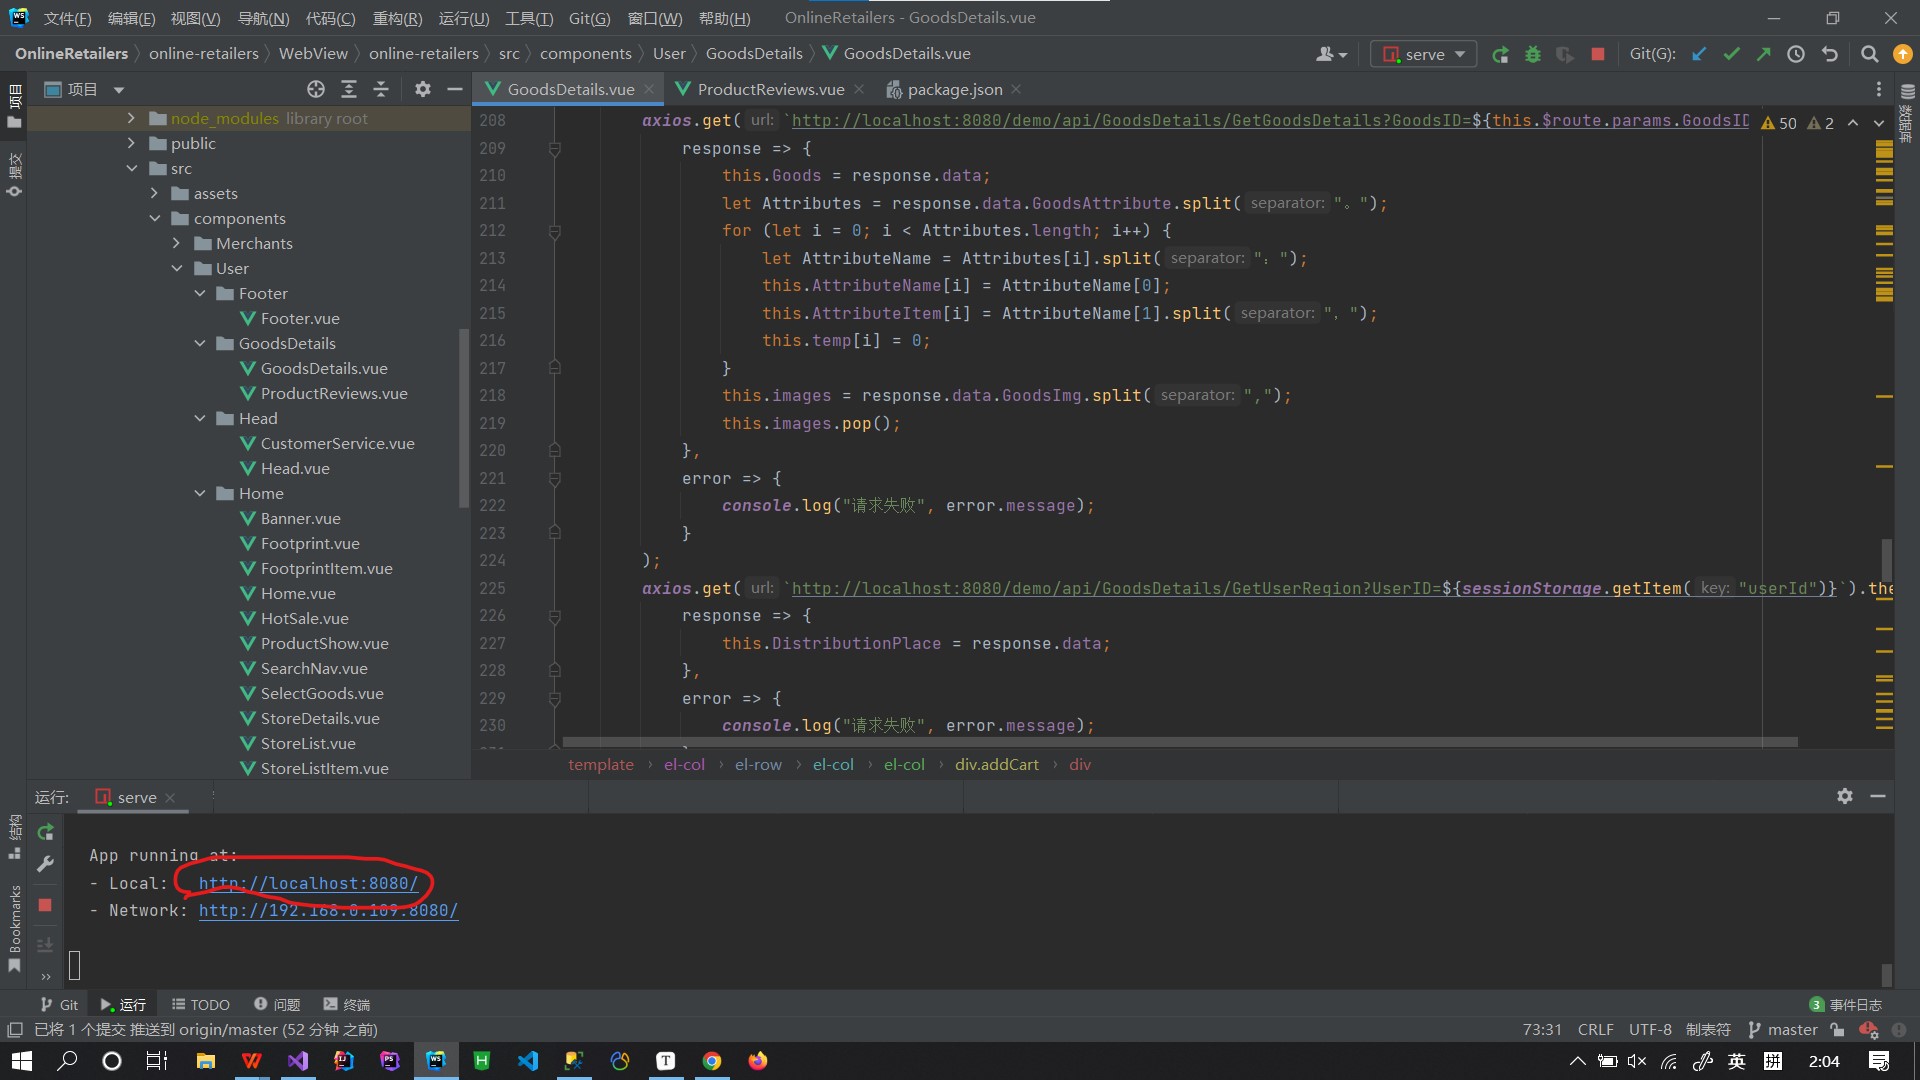 文件(F) 编辑(E) 视图(V) 导航(N) 代码(C) 重构(R) 运行(U) 工具(T) Git(G) 窗口(W) 帮助(H) OnlineRetailers - GoodsDetails.vue
OnlineRetailers online-retailers WebView online-retailers src components User GoodsDetails GoodsDetails.vue serve Git(G):
项目 GoodsDetails.vue ProductReviews.vue package.json
项目
提交
结构
Bookmarks
数据库
node_modules library root
public
src
assets
components
Merchants
User
Footer
Footer.vue
GoodsDetails
GoodsDetails.vue
ProductReviews.vue
Head
CustomerService.vue
Head.vue
Home
Banner.vue
Footprint.vue
FootprintItem.vue
Home.vue
HotSale.vue
ProductShow.vue
SearchNav.vue
SelectGoods.vue
StoreDetails.vue
StoreList.vue
StoreListItem.vue
50 2
208 axios.get( url: `http://localhost:8080/demo/api/GoodsDetails/GetGoodsDetails?GoodsID=${this.$route.params.GoodsID
209 response => {
210 this.Goods = response.data;
211 let Attributes = response.data.GoodsAttribute.split( separator: "。");
212 for (let i = 0; i < Attributes.length; i++) {
213 let AttributeName = Attributes[i].split( separator: "：");
214 this.AttributeName[i] = AttributeName[0];
215 this.AttributeItem[i] = AttributeName[1].split( separator: "，");
216 this.temp[i] = 0;
217 }
218 this.images = response.data.GoodsImg.split( separator: ",");
219 this.images.pop();
220 },
221 error => {
222 console.log("请求失败", error.message);
223 }
224 );
225 axios.get( url: `http://localhost:8080/demo/api/GoodsDetails/GetUserRegion?UserID=${sessionStorage.getItem( key: "userId")}`).the
226 response => {
227 this.DistributionPlace = response.data;
228 },
229 error => {
230 console.log("请求失败", error.message);
template › el-col › el-row › el-col › el-col › div.addCart › div
运行: serve
App running at:
- Local: http://localhost:8080/
- Network: http://192.168.0.109:8080/
Git 运行 TODO 问题 终端 3 事件日志
已将 1 个提交 推送到 origin/master (52 分钟 之前) 73:31 CRLF UTF-8 制表符 master
英 拼 2:04